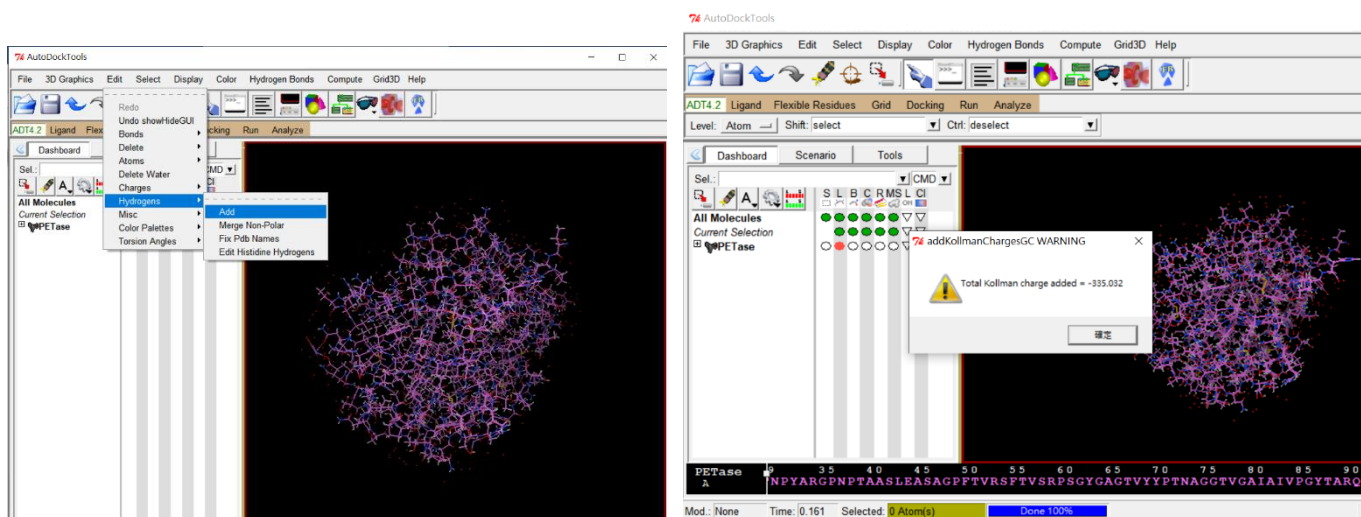 AutoDockTools
File 3D Graphics Edit Select Display Color Hydrogen Bonds Compute Grid3D Help
ADT4.2 Ligand Flex cking Run Analyze
Dashboard
Sel.: CMD
All Molecules
Current Selection
PETase
Redo
Undo showHideGUI
Bonds
Delete
Atoms
Delete Water
Charges
Hydrogens
Misc
Color Palettes
Torsion Angles
Add
Merge Non-Polar
Fix Pdb Names
Edit Histidine Hydrogens
AutoDockTools
File 3D Graphics Edit Select Display Color Hydrogen Bonds Compute Grid3D Help
ADT4.2 Ligand Flexible Residues Grid Docking Run Analyze
Level: Atom Shift: select Ctrl: deselect
Dashboard Scenario Tools
Sel.: CMD
S L B C R MS L Cl
All Molecules
Current Selection
PETase
addKollmanChargesGC WARNING
Total Kollman charge added = -335.032
確定
PETase 9 35 40 45 50 55 60 65 70 75 80 85 90
A NPYARGPNPTAASLEASAGPFTVRSFTVSRPSGYGAGTVYYPTNAGGTVGAIAIVPGYTARQ
Mod.: None Time: 0.161 Selected: 0 Atom(s) Done 100%